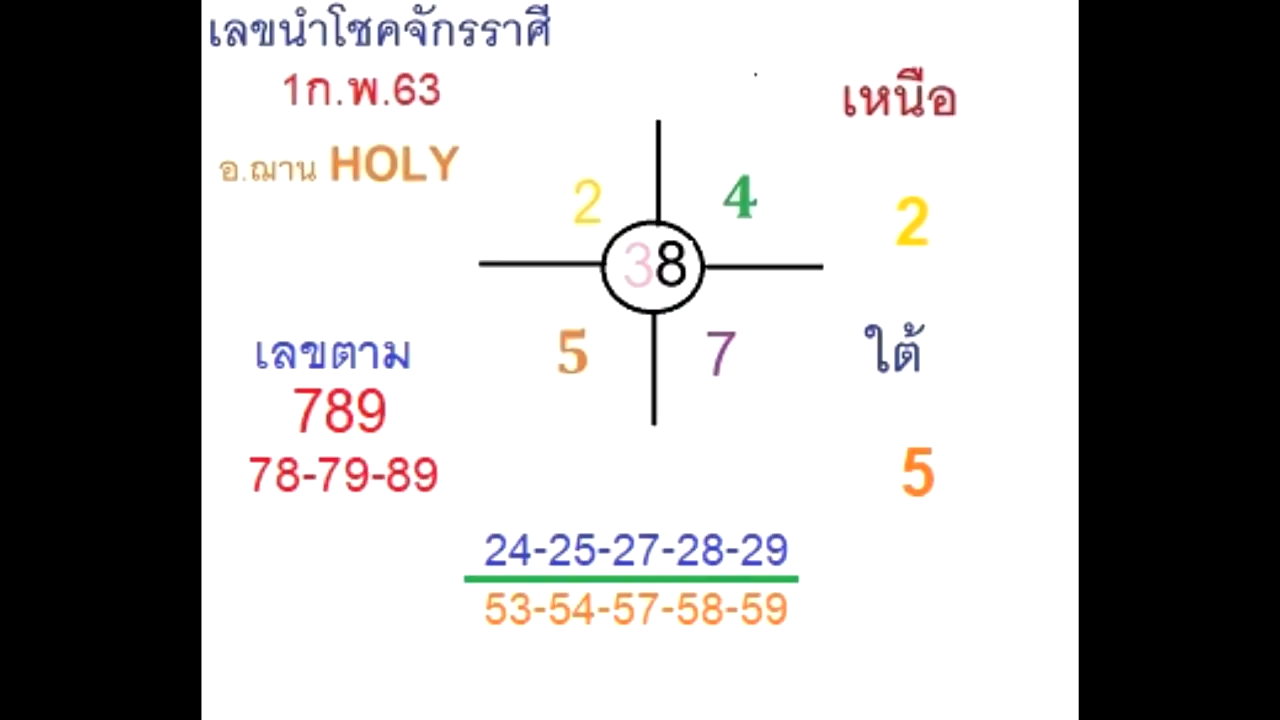 เลขนำโชคจักรราศี
1ก.พ.63
อ.ฌาน HOLY
เหนือ
2 4
2
38
5 7
ใต้
5
เลขตาม
789
78-79-89
24-25-27-28-29
53-54-57-58-59